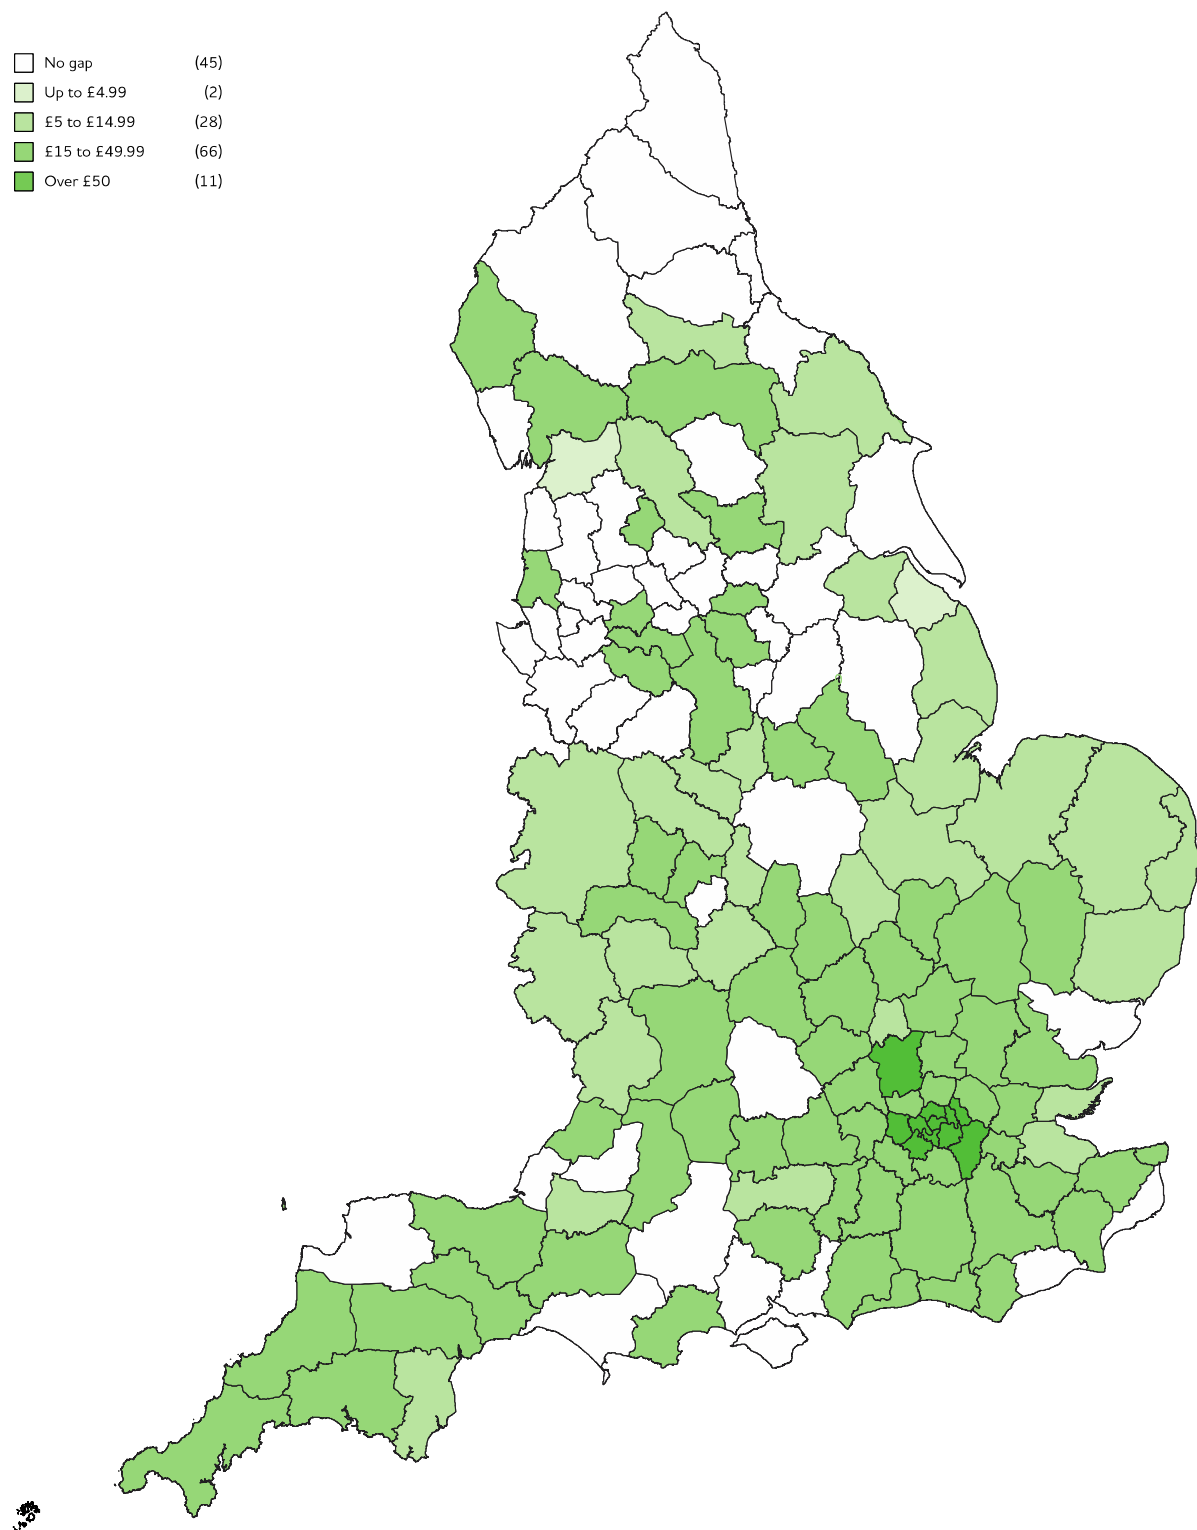 No gap (45)
Up to £4.99 (2)
£5 to £14.99 (28)
£15 to £49.99 (66)
Over £50 (11)